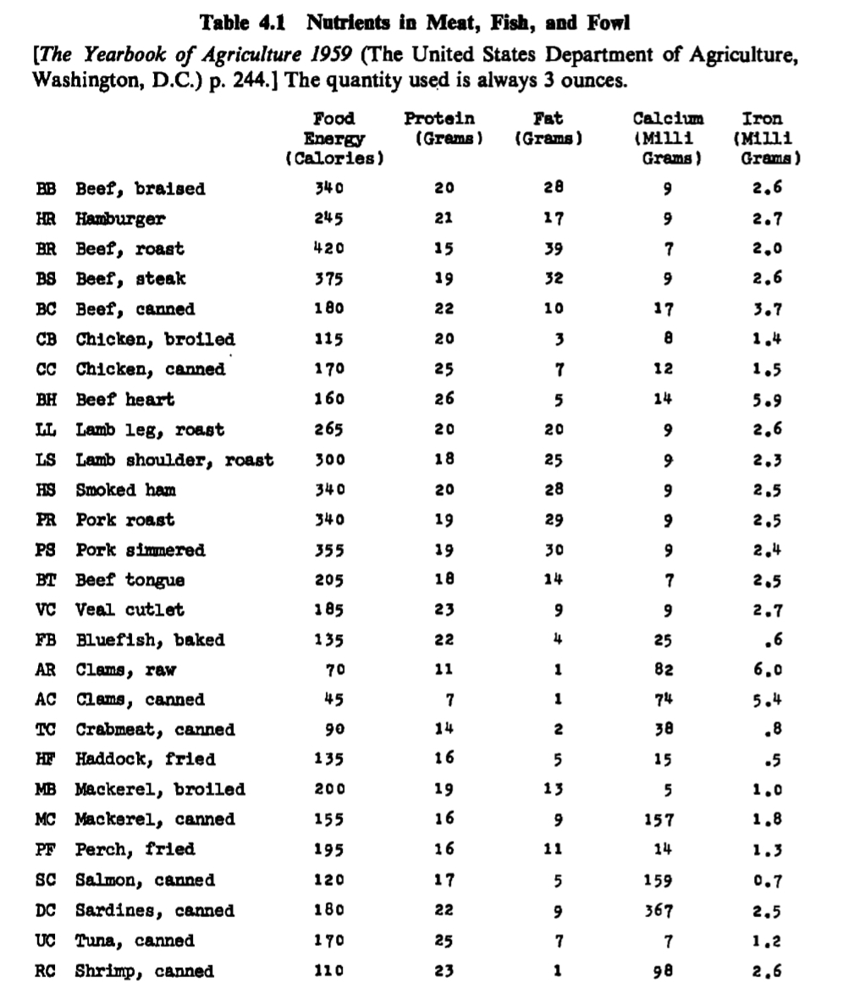 Table 4.1 Nutrients in Meat, Fish, and Fowl
[The Yearbook of Agriculture 1959 (The United States Department of Agriculture,
Washington, D.C.) p. 244.] The quantity used is always 3 ounces.
Food Protein Fat Calcium Iron
Energy (Grams) (Grams) (Milli (Milli
(Calories) Grams) Grams)
BB Beef, braised 340 20 28 9 2.6
HR Hamburger 245 21 17 9 2.7
BR Beef, roast 420 15 39 7 2.0
BS Beef, steak 375 19 32 9 2.6
BC Beef, canned 180 22 10 17 3.7
CB Chicken, broiled 115 20 3 8 1.4
CC Chicken, canned 170 25 7 12 1.5
BH Beef heart 160 26 5 14 5.9
LL Lamb leg, roast 265 20 20 9 2.6
LS Lamb shoulder, roast 300 18 25 9 2.3
HS Smoked ham 340 20 28 9 2.5
PR Pork roast 340 19 29 9 2.5
PS Pork simmered 355 19 30 9 2.4
BT Beef tongue 205 18 14 7 2.5
VC Veal cutlet 185 23 9 9 2.7
FB Bluefish, baked 135 22 4 25 .6
AR Clams, raw 70 11 1 82 6.0
AC Clams, canned 45 7 1 74 5.4
TC Crabmeat, canned 90 14 2 38 .8
HF Haddock, fried 135 16 5 15 .5
MB Mackerel, broiled 200 19 13 5 1.0
MC Mackerel, canned 155 16 9 157 1.8
PF Perch, fried 195 16 11 14 1.3
SC Salmon, canned 120 17 5 159 0.7
DC Sardines, canned 180 22 9 367 2.5
UC Tuna, canned 170 25 7 7 1.2
RC Shrimp, canned 110 23 1 98 2.6